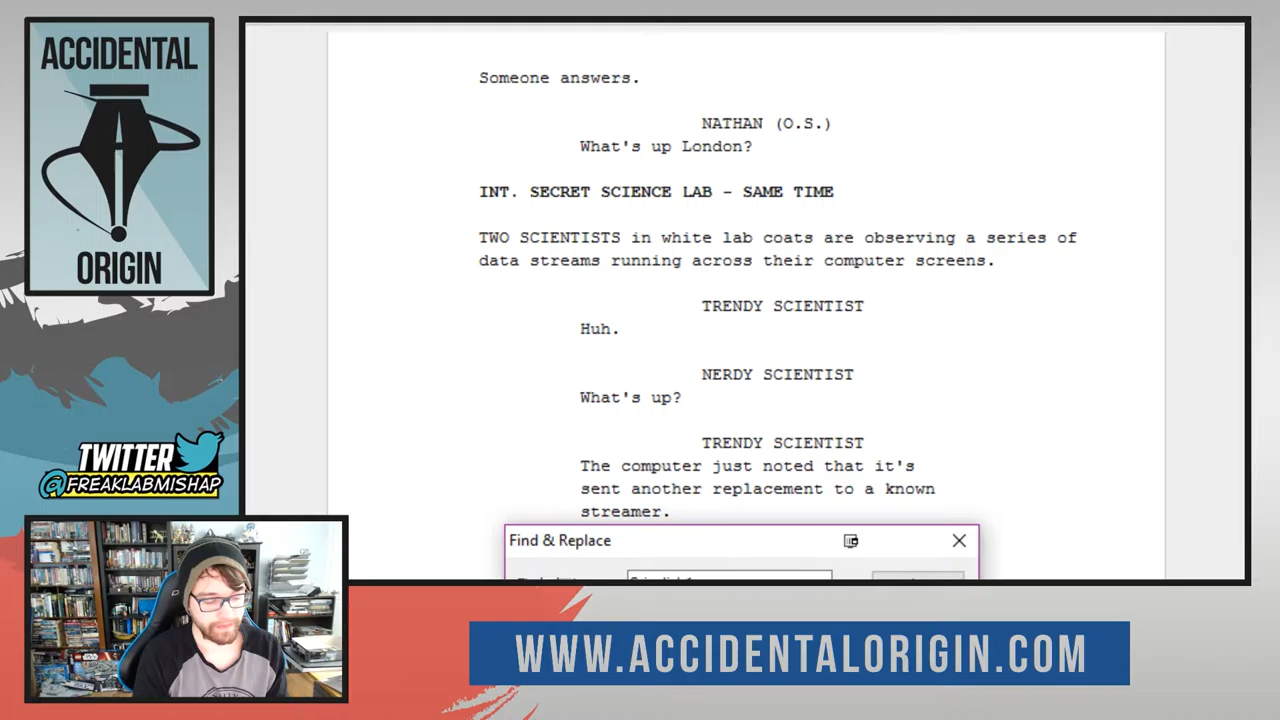 ACCIDENTAL
ORIGIN
Someone answers.
NATHAN (O.S.)
What's up London?
INT. SECRET SCIENCE LAB - SAME TIME
TWO SCIENTISTS in white lab coats are observing a series of
data streams running across their computer screens.
TRENDY SCIENTIST
Huh.
NERDY SCIENTIST
What's up?
TRENDY SCIENTIST
The computer just noted that it's
sent another replacement to a known
streamer.
Find & Replace
TWITTER
@FREAKLABMISHAP
WWW.ACCIDENTALORIGIN.COM